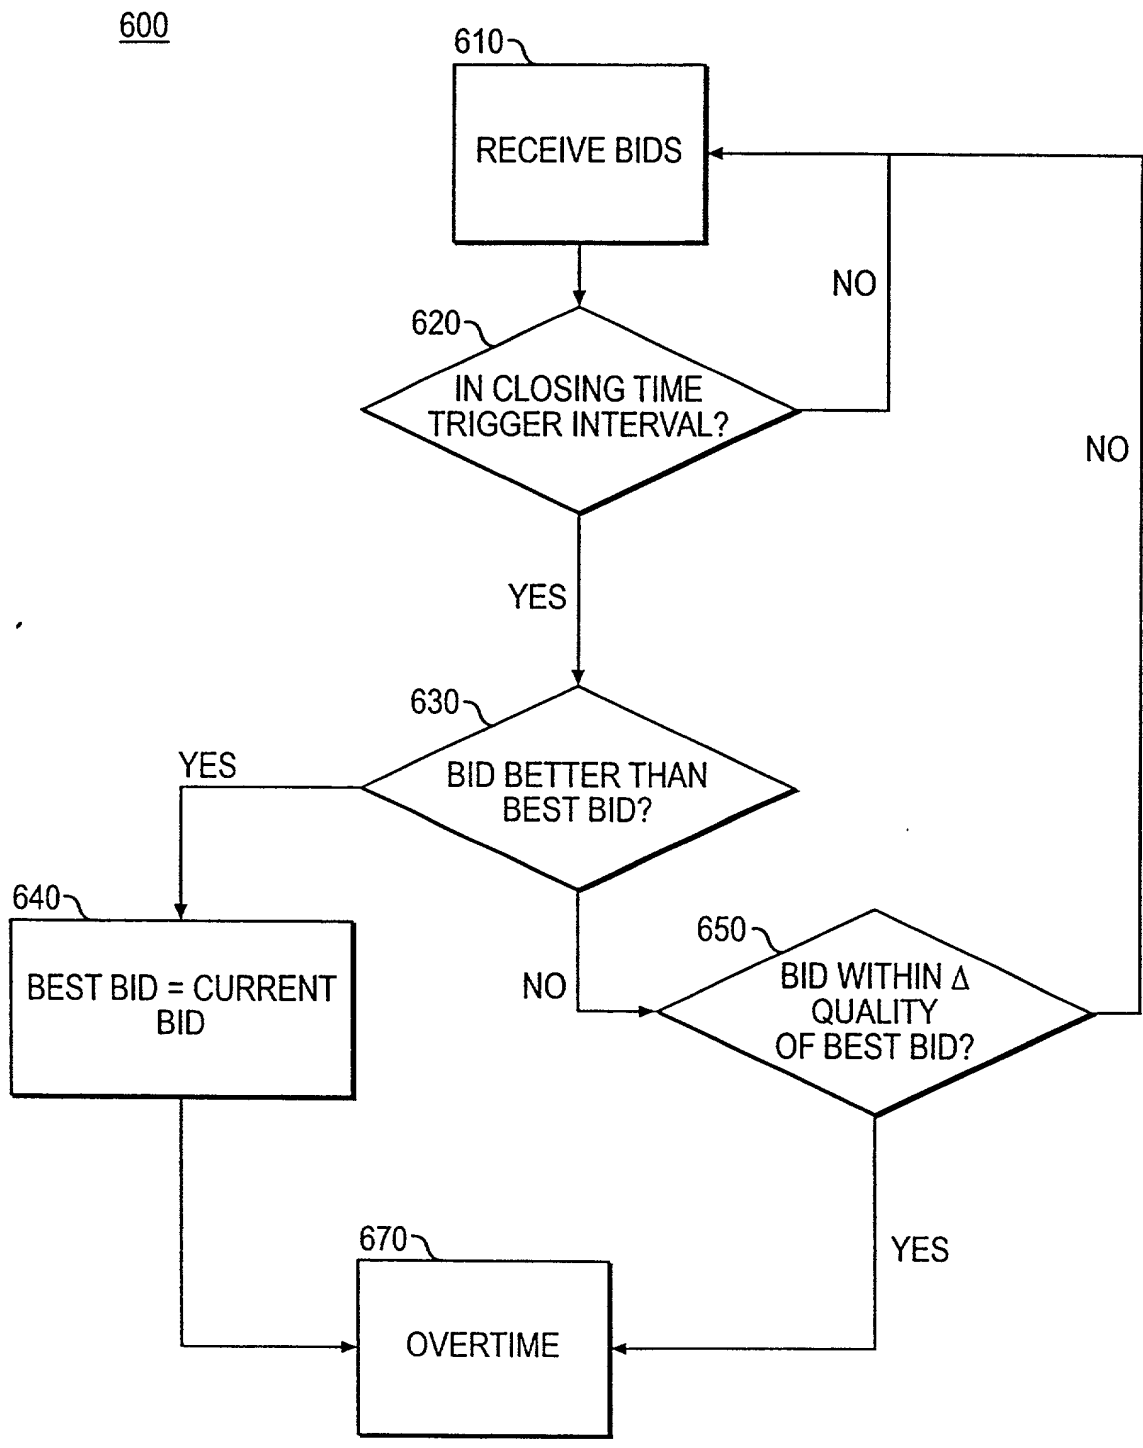 600
610
RECEIVE BIDS
NO
620
IN CLOSING TIME
TRIGGER INTERVAL?
NO
YES
630
YES
BID BETTER THAN
BEST BID?
640
BEST BID = CURRENT
BID
NO
650
BID WITHIN Δ
QUALITY
OF BEST BID?
YES
670
OVERTIME